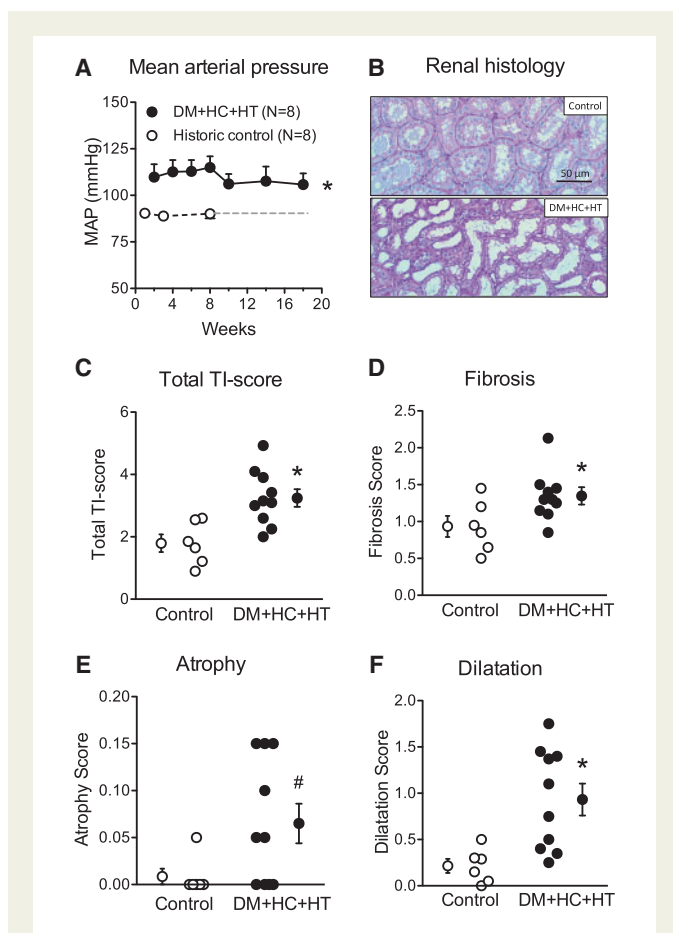 A Mean arterial pressure
150
125
100
75
50
MAP (mmHg)
DM+HC+HT (N=8)
Historic control (N=8)
*
0 4 8 12 16 20
Weeks
B Renal histology
Control
50 µm
DM+HC+HT
C Total TI-score
6
4
2
0
Total TI-score
*
Control DM+HC+HT
D Fibrosis
2.5
2.0
1.5
1.0
0.5
0.0
Fibrosis Score
*
Control DM+HC+HT
E Atrophy
0.20
0.15
0.10
0.05
0.00
Atrophy Score
#
Control DM+HC+HT
F Dilatation
2.0
1.5
1.0
0.5
0.0
Dilatation Score
*
Control DM+HC+HT